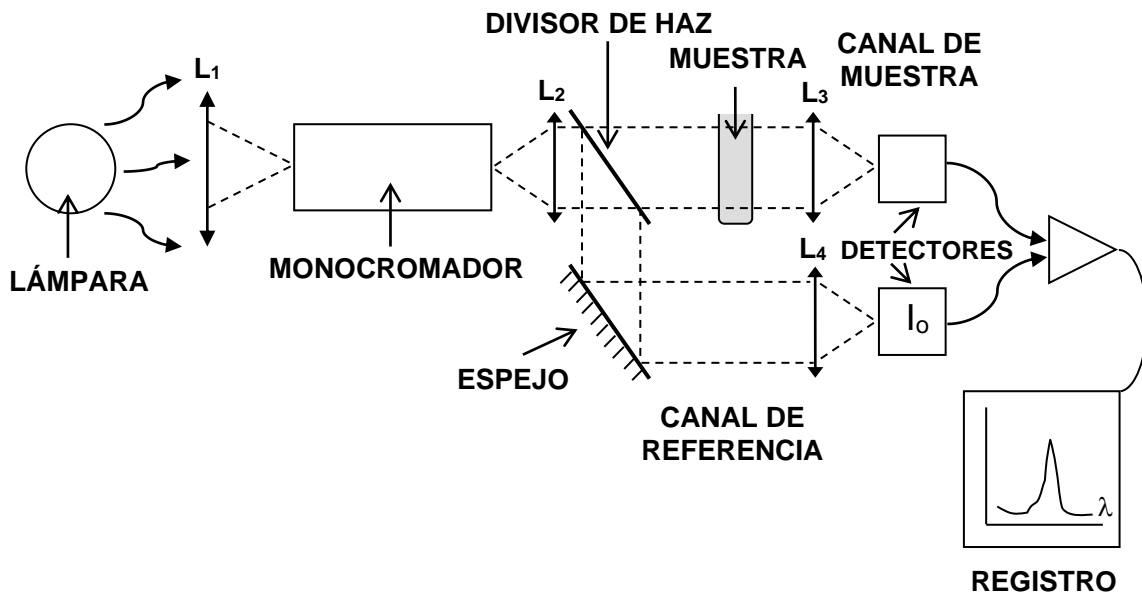 DIVISOR DE HAZ
MUESTRA
CANAL DE
MUESTRA
L₁
L₂
L₃
LÁMPARA
MONOCROMADOR
L₄
DETECTORES
I₀
ESPEJO
CANAL DE
REFERENCIA
λ
REGISTRO